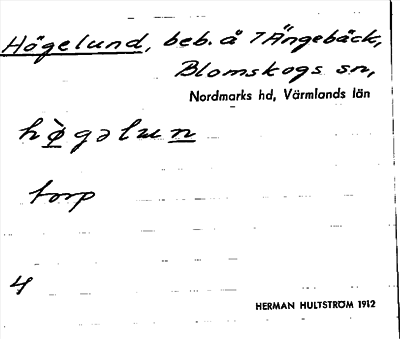 Högelund, beb. å 7 Ängebäck,
Blomskogs sn,
Nordmarks hd, Värmlands län
hø̀gəlun
torp
4
HERMAN HULTSTRÖM 1912